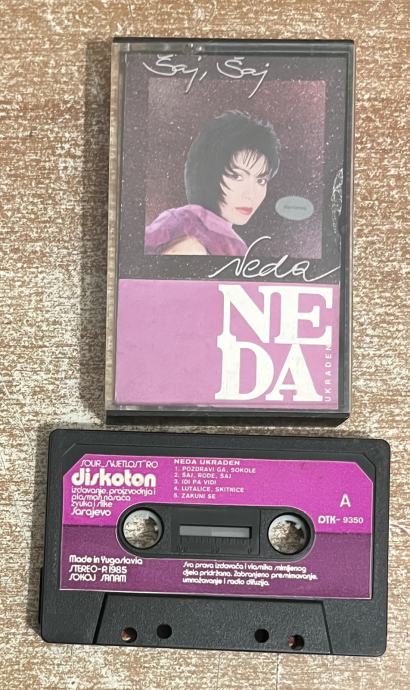 Šaj, Šaj
Neda
NE
DA
UKRADEN
SOUR „SVJETLOST" RO
diskoton
izdavanje, proizvodnja i
plasman nosača
zvuka i slike
Sarajevo
NEDA UKRADEN
1. POZDRAVI GA, SOKOLE
2. ŠAJ, RODE, ŠAJ
3. IDI PA VIDI
4. LUTALICE, SKITNICE
5. ZAKUNI SE
A
DTK- 9350
Made in Yugoslavia
STEREO-℗ 1985
SOKOJ SANAM
Sva prava izdavača i vlasnika snimljenog
djela pridržana. Zabranjeno presnimavanje,
umnožavanje i radio difuzija.